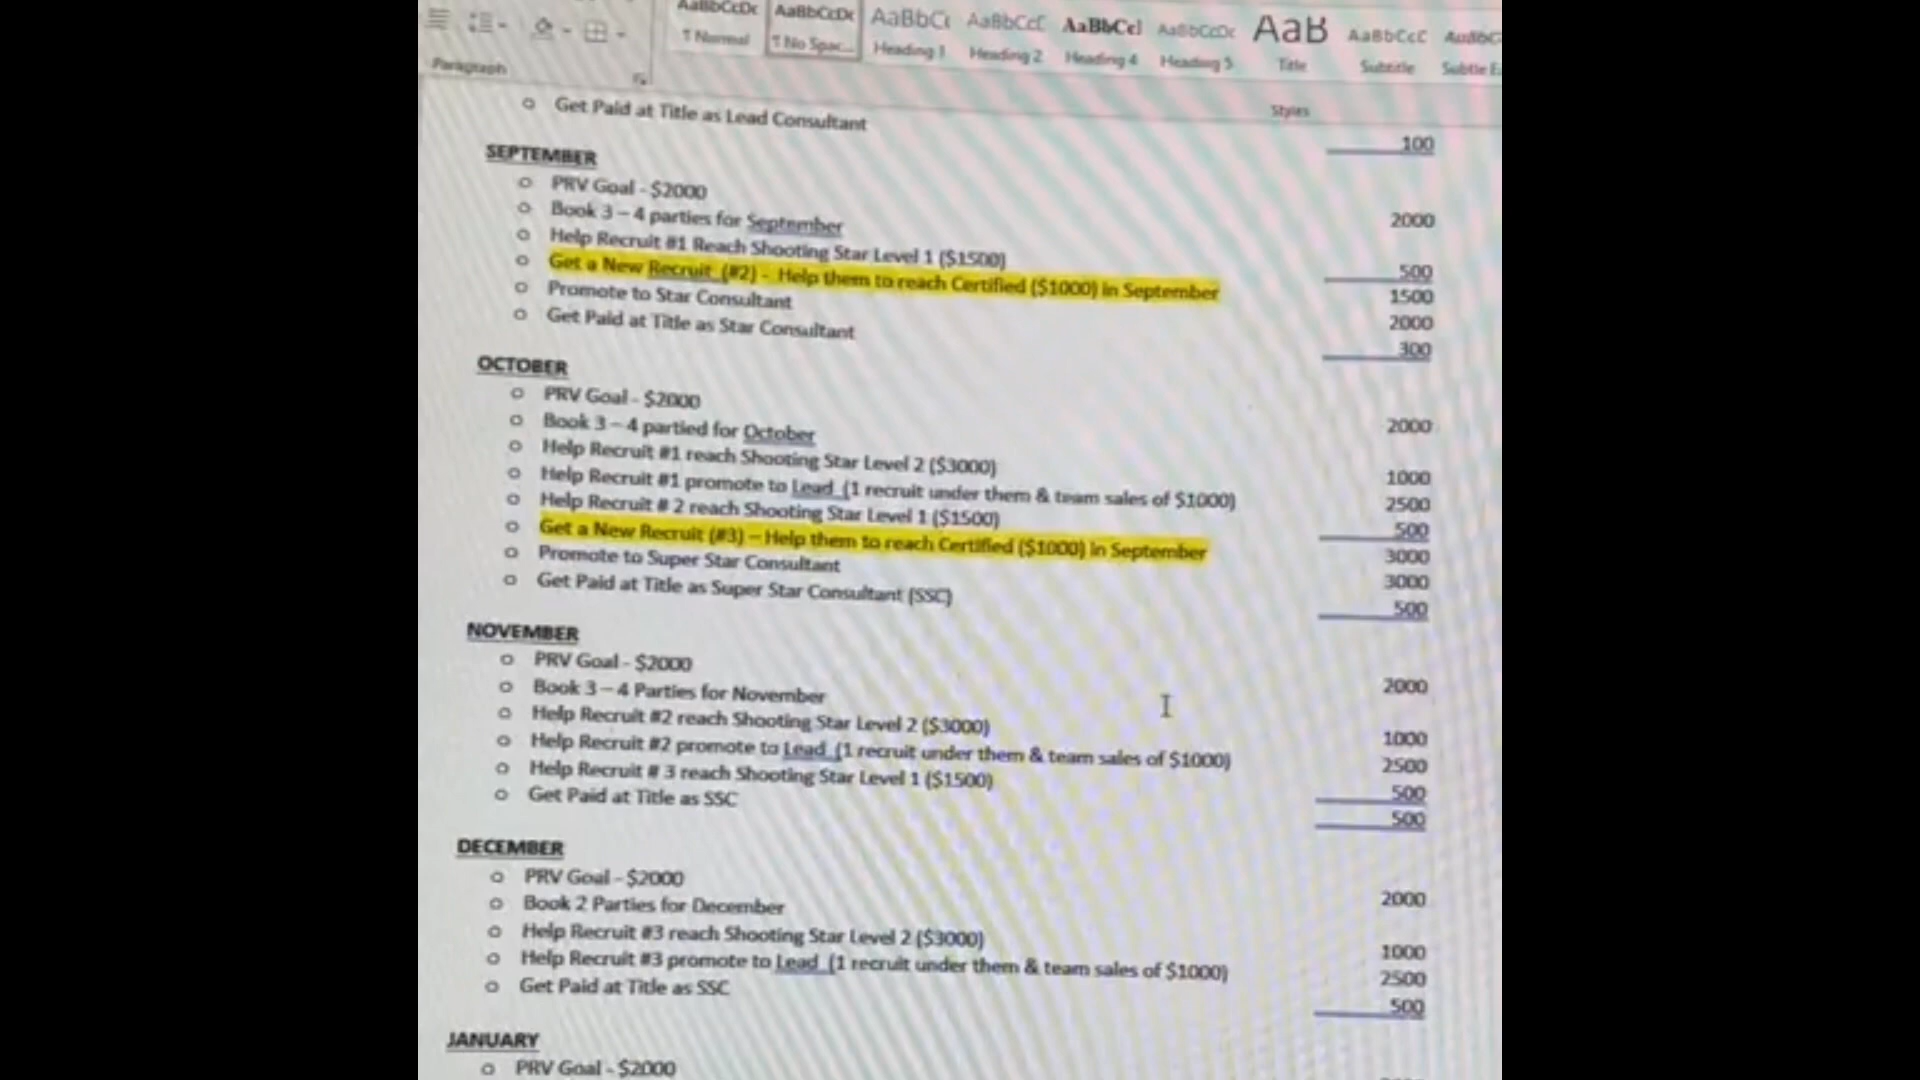 AaBbCcDc AaBbCcDc AaBbC AaBbCcC AaBbCcI AaBbCcDc AaB AaBbCcC AaBbC
¶ Normal ¶ No Spac... Heading 1 Heading 2 Heading 4 Heading 5 Title Subtitle Subtle E
Paragraph Styles
Get Paid at Title as Lead Consultant 100
SEPTEMBER
PRV Goal - $2000 2000
Book 3 – 4 parties for September
Help Recruit #1 Reach Shooting Star Level 1 ($1500) 500
Get a New Recruit (#2) - Help them to reach Certified ($1000) in September 1500
Promote to Star Consultant 2000
Get Paid at Title as Star Consultant 300
OCTOBER
PRV Goal - $2000 2000
Book 3 – 4 partied for October
Help Recruit #1 reach Shooting Star Level 2 ($3000) 1000
Help Recruit #1 promote to Lead (1 recruit under them & team sales of $1000) 2500
Help Recruit # 2 reach Shooting Star Level 1 ($1500) 500
Get a New Recruit (#3) – Help them to reach Certified ($1000) in September 3000
Promote to Super Star Consultant 3000
Get Paid at Title as Super Star Consultant (SSC) 500
NOVEMBER
PRV Goal - $2000 2000
Book 3 – 4 Parties for November
Help Recruit #2 reach Shooting Star Level 2 ($3000) 1000
Help Recruit #2 promote to Lead (1 recruit under them & team sales of $1000) 2500
Help Recruit # 3 reach Shooting Star Level 1 ($1500) 500
Get Paid at Title as SSC 500
DECEMBER
PRV Goal - $2000 2000
Book 2 Parties for December
Help Recruit #3 reach Shooting Star Level 2 ($3000) 1000
Help Recruit #3 promote to Lead (1 recruit under them & team sales of $1000) 2500
Get Paid at Title as SSC 500
JANUARY
PRV Goal - $2000